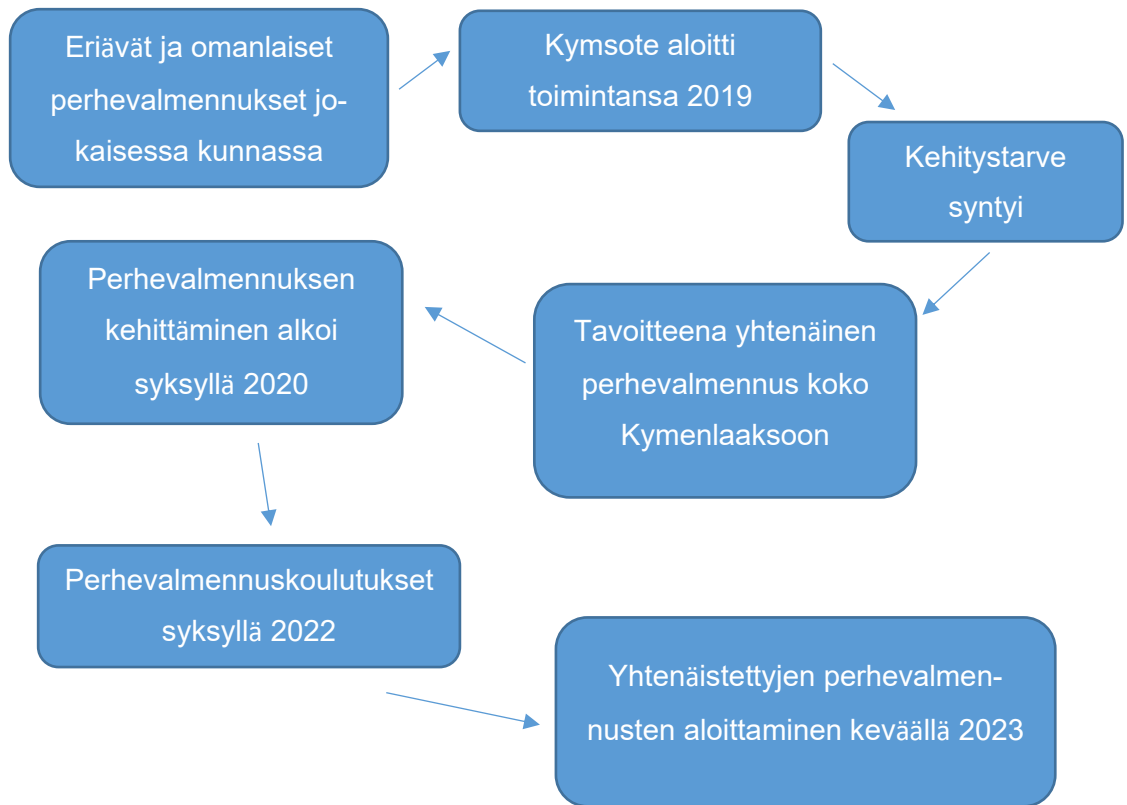 Eriävät ja omanlaiset
perhevalmennukset jo-
kaisessa kunnassa
Kymsote aloitti
toimintansa 2019
Kehitystarve
syntyi
Tavoitteena yhtenäinen
perhevalmennus koko
Kymenlaaksoon
Perhevalmennuksen
kehittäminen alkoi
syksyllä 2020
Perhevalmennuskoulutukset
syksyllä 2022
Yhtenäistettyjen perhevalmen-
nusten aloittaminen keväällä 2023